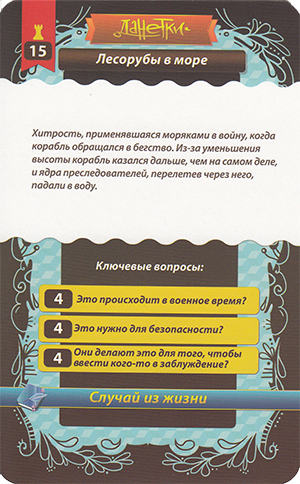 ДАНЕТКИ
15
Лесорубы в море
Хитрость, применявшаяся моряками в войну, когда
корабль обращался в бегство. Из-за уменьшения
высоты корабль казался дальше, чем на самом деле,
и ядра преследователей, перелетев через него,
падали в воду.
Ключевые вопросы:
4 Это происходит в военное время?
4 Это нужно для безопасности?
4 Они делают это для того, чтобы
ввести кого-то в заблуждение?
Случай из жизни